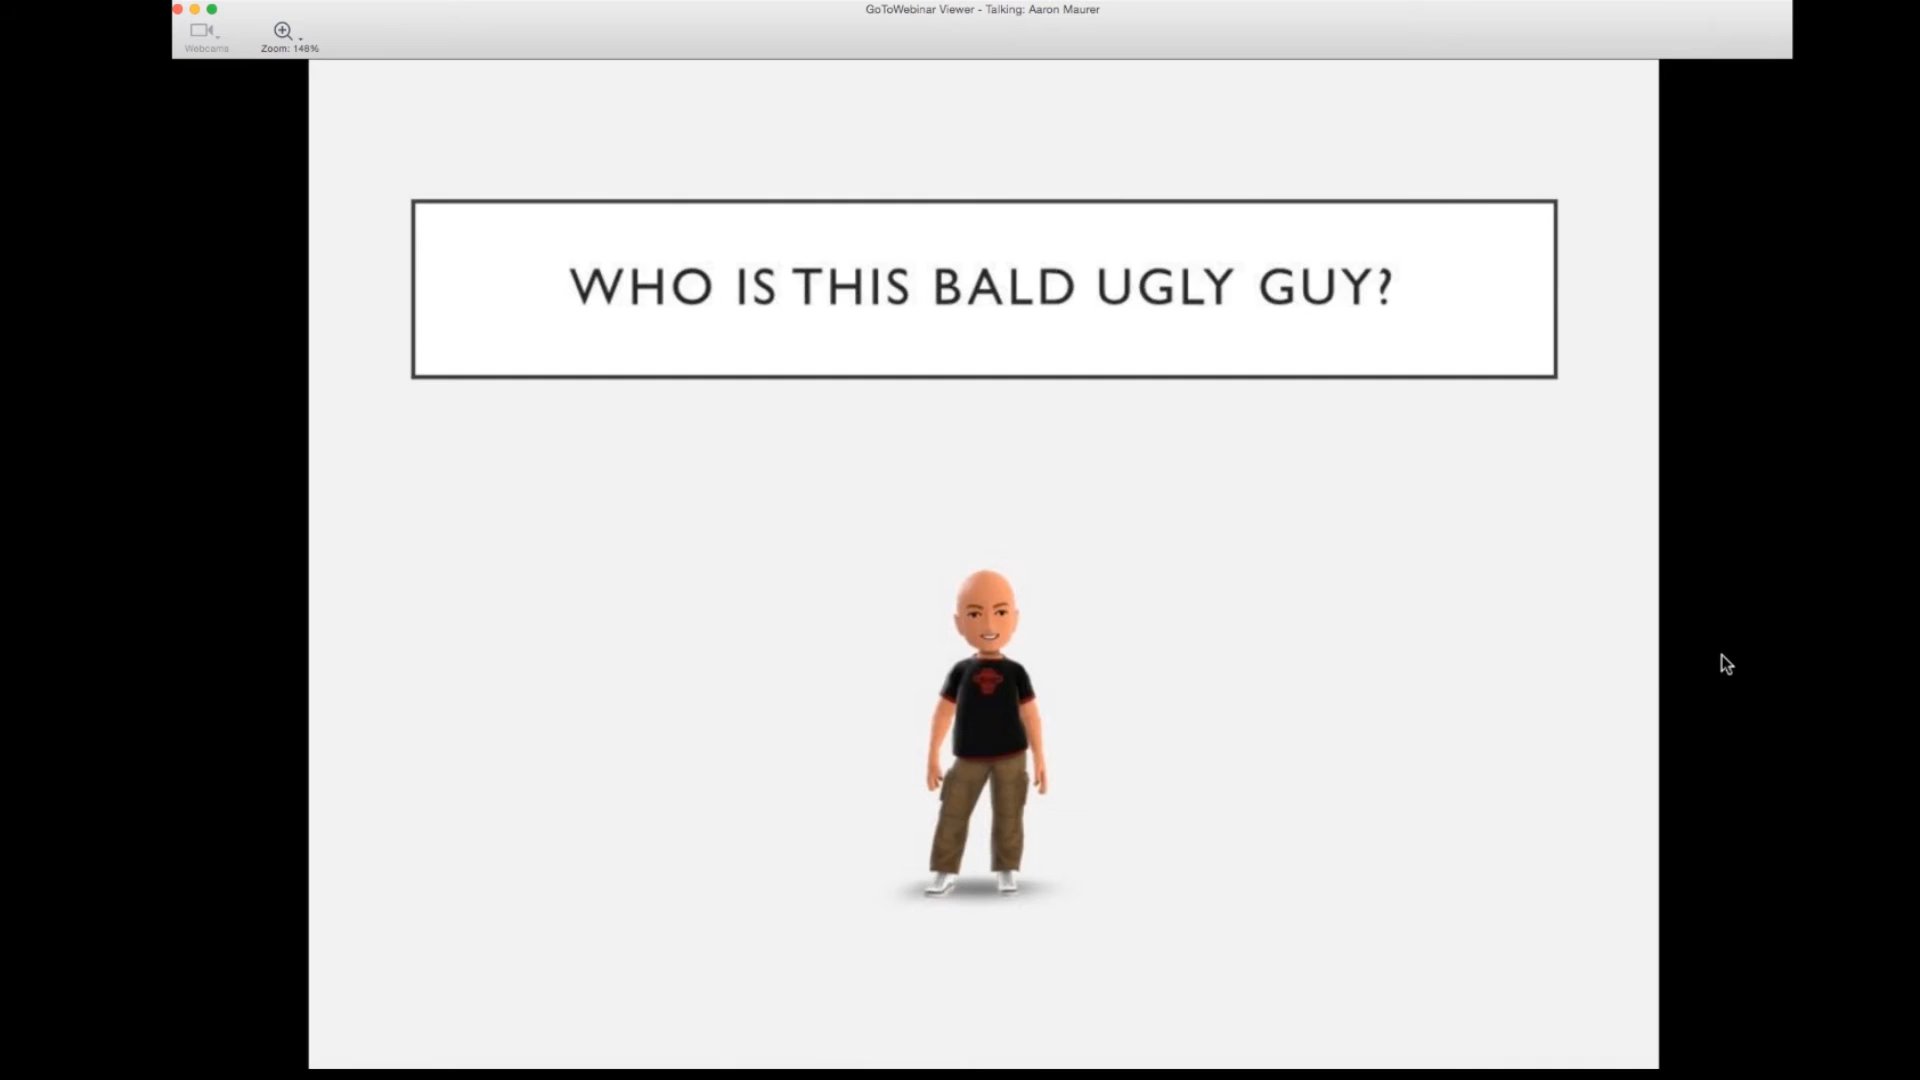 GoToWebinar Viewer - Talking: Aaron Maurer
Webcams
Zoom: 148%
WHO IS THIS BALD UGLY GUY?